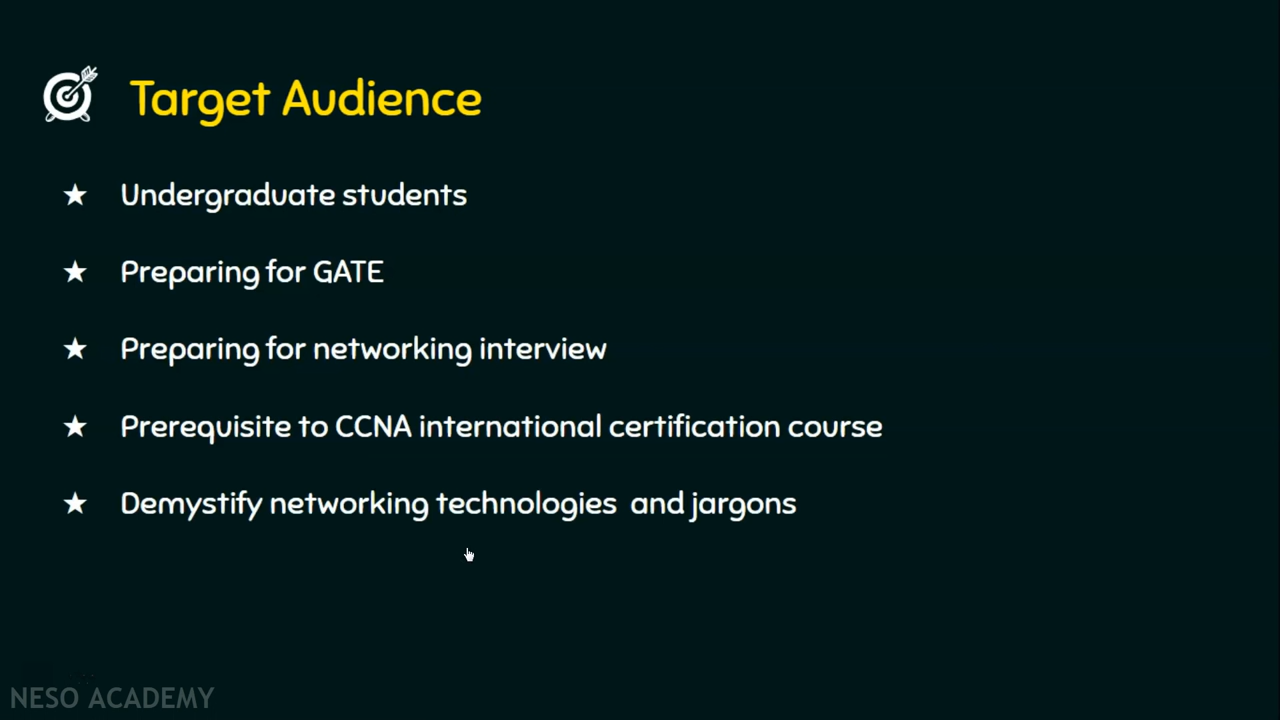 Target Audience
★ Undergraduate students
★ Preparing for GATE
★ Preparing for networking interview
★ Prerequisite to CCNA international certification course
★ Demystify networking technologies  and jargons
NESO ACADEMY